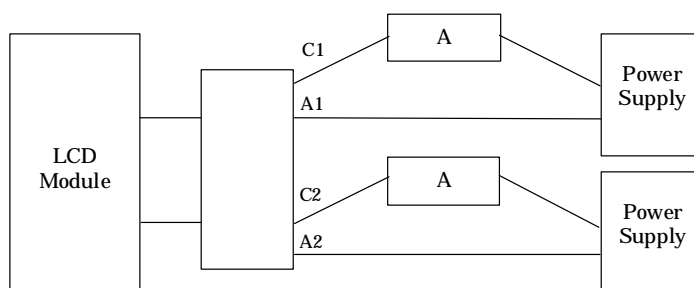 C1
A
A1
Power
Supply
LCD
Module
C2
A
A2
Power
Supply